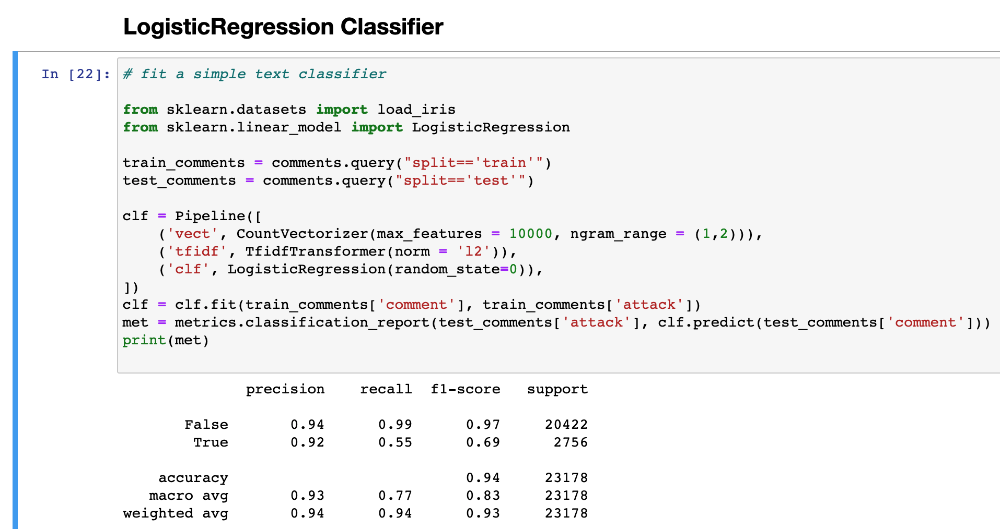 LogisticRegression Classifier
In [22]: # fit a simple text classifier
from sklearn.datasets import load_iris
from sklearn.linear_model import LogisticRegression
train_comments = comments.query("split=='train'")
test_comments = comments.query("split=='test'")
clf = Pipeline([
    ('vect', CountVectorizer(max_features = 10000, ngram_range = (1,2))),
    ('tfidf', TfidfTransformer(norm = 'l2')),
    ('clf', LogisticRegression(random_state=0)),
])
clf = clf.fit(train_comments['comment'], train_comments['attack'])
met = metrics.classification_report(test_comments['attack'], clf.predict(test_comments['comment']))
print(met)
precision recall f1-score support
False 0.94 0.99 0.97 20422
True 0.92 0.55 0.69 2756
accuracy 0.94 23178
macro avg 0.93 0.77 0.83 23178
weighted avg 0.94 0.94 0.93 23178